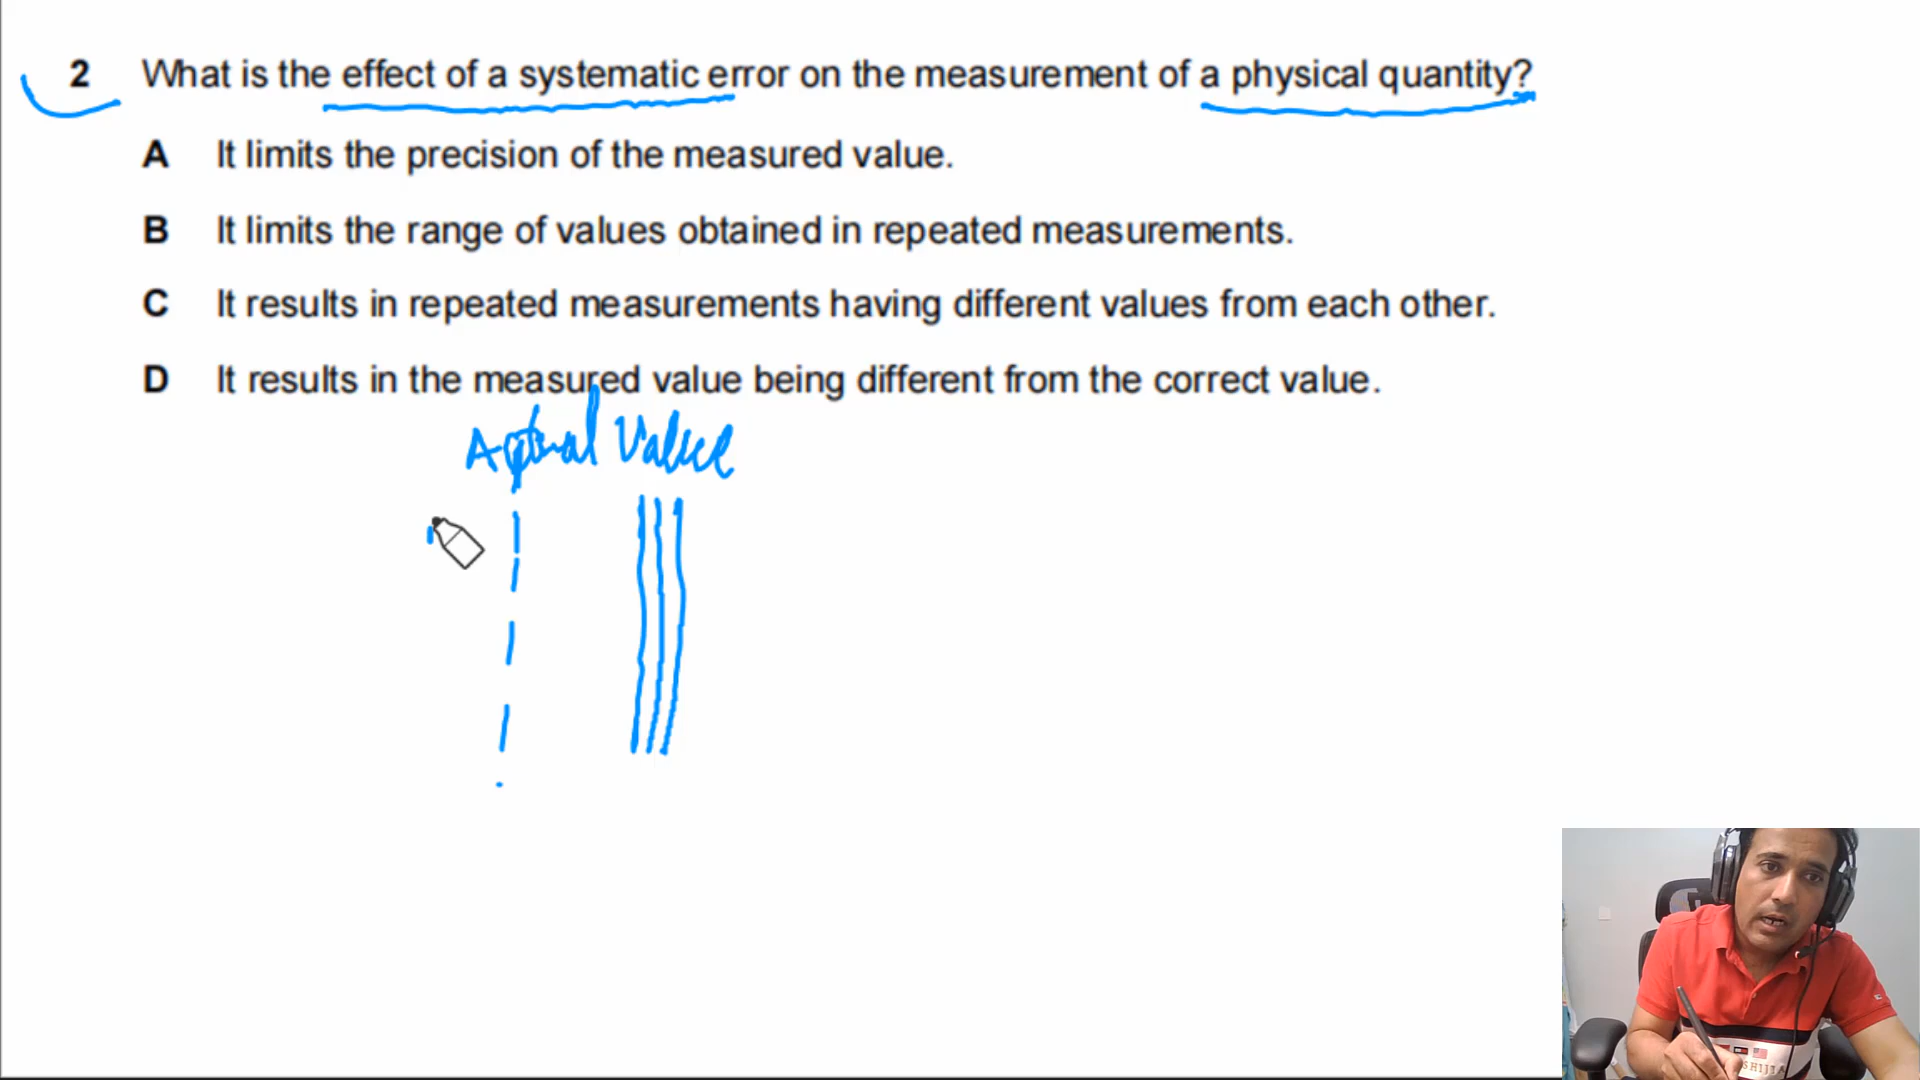 2 What is the effect of a systematic error on the measurement of a physical quantity?
A It limits the precision of the measured value.
B It limits the range of values obtained in repeated measurements.
C It results in repeated measurements having different values from each other.
D It results in the measured value being different from the correct value.
Actual Value